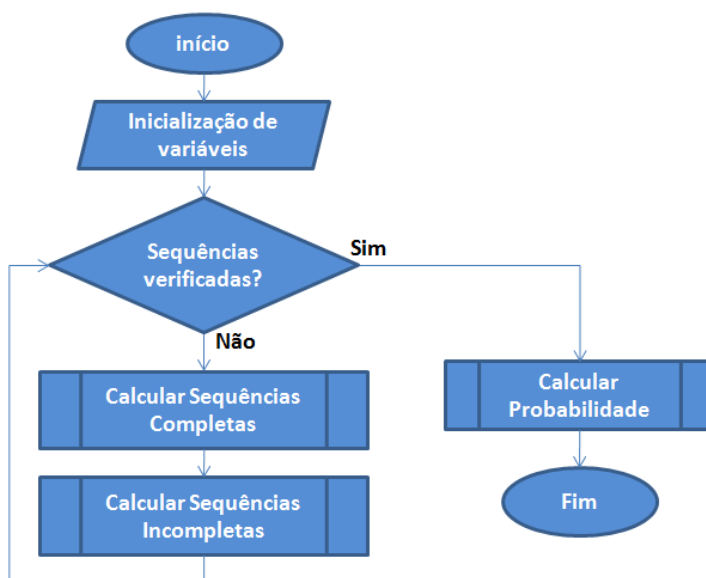 início
Inicialização de
variáveis
Sequências
verificadas?
Sim
Não
Calcular Sequências
Completas
Calcular
Probabilidade
Calcular Sequências
Incompletas
Fim